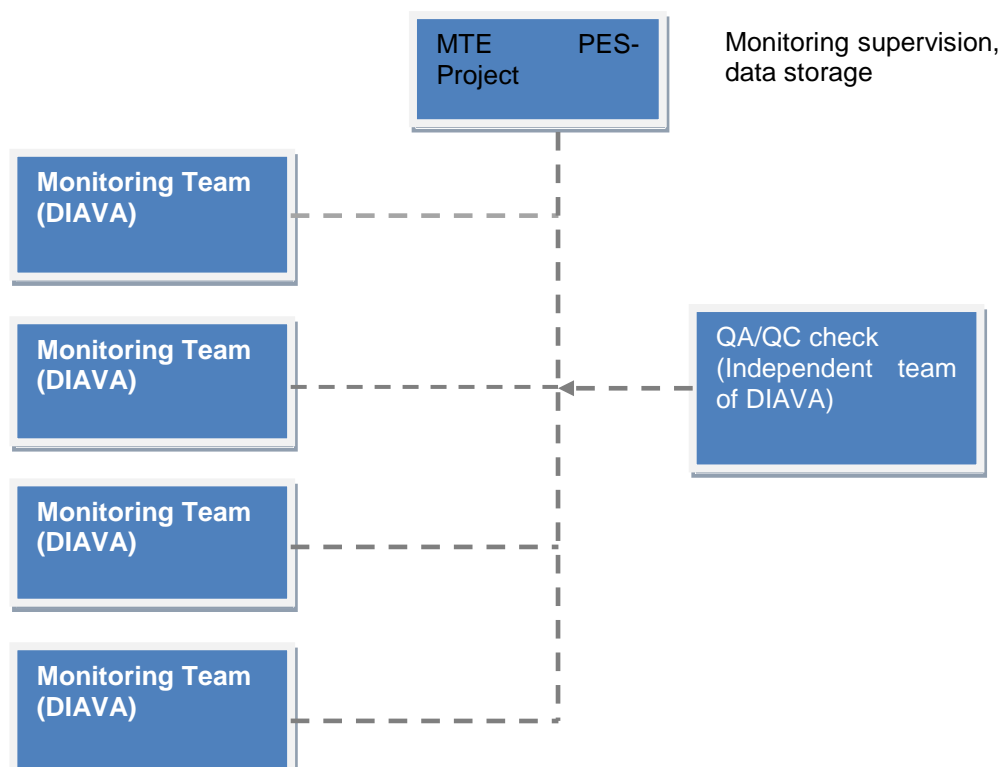 MTE PES-
Project
Monitoring supervision,
data storage
Monitoring Team
(DIAVA)
Monitoring Team
(DIAVA)
QA/QC check
(Independent team
of DIAVA)
Monitoring Team
(DIAVA)
Monitoring Team
(DIAVA)